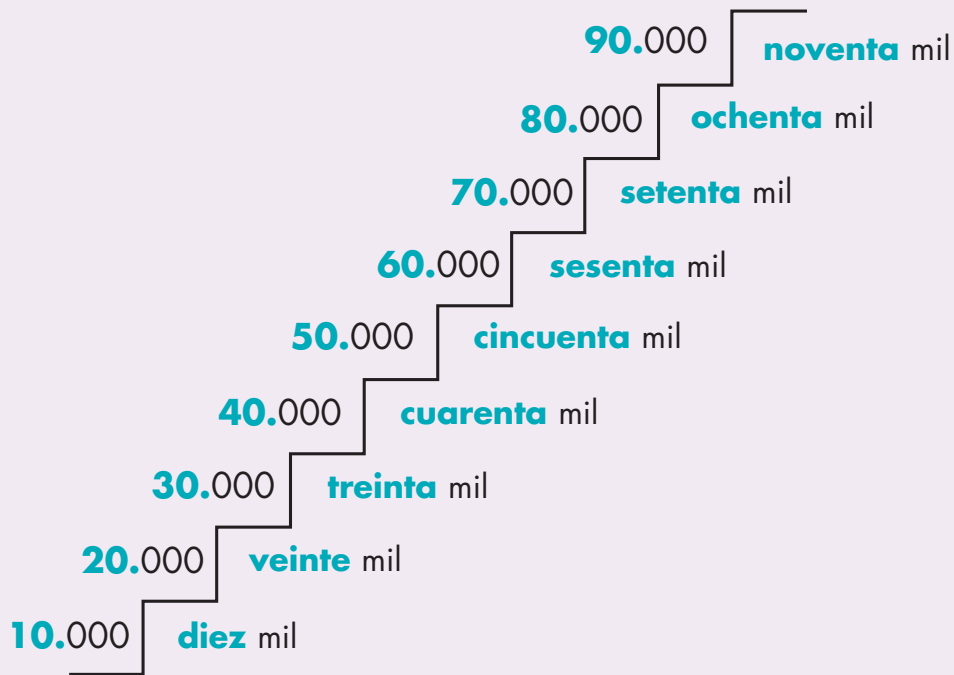 90.000 noventa mil
80.000 ochenta mil
70.000 setenta mil
60.000 sesenta mil
50.000 cincuenta mil
40.000 cuarenta mil
30.000 treinta mil
20.000 veinte mil
10.000 diez mil